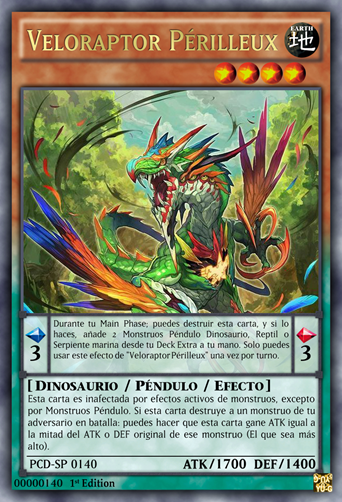 Veloraptor Périlleux
EARTH
地
Durante tu Main Phase; puedes destruir esta carta, y si lo
haces, añade 2 Monstruos Péndulo Dinosaurio, Reptil o
Serpiente marina desde tu Deck Extra a tu mano. Solo puedes
usar este efecto de "Veloraptor Périlleux" una vez por turno.
3
3
[ Dinosaurio / Péndulo / Efecto ]
Esta carta es inafectada por efectos activos de monstruos, excepto
por Monstruos Péndulo. Si esta carta destruye a un monstruo de tu
adversario en batalla: puedes hacer que esta carta gane ATK igual a
la mitad del ATK o DEF original de ese monstruo (El que sea más
alto).
PCD-SP 0140
ATK/1700 DEF/1400
00000140 1st Edition